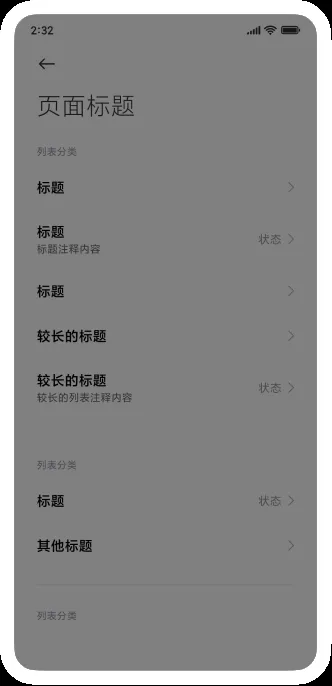 2:32
页面标题
列表分类
标题
标题
标题注释内容
状态
标题
较长的标题
较长的标题
较长的列表注释内容
状态
列表分类
标题
状态
其他标题
列表分类